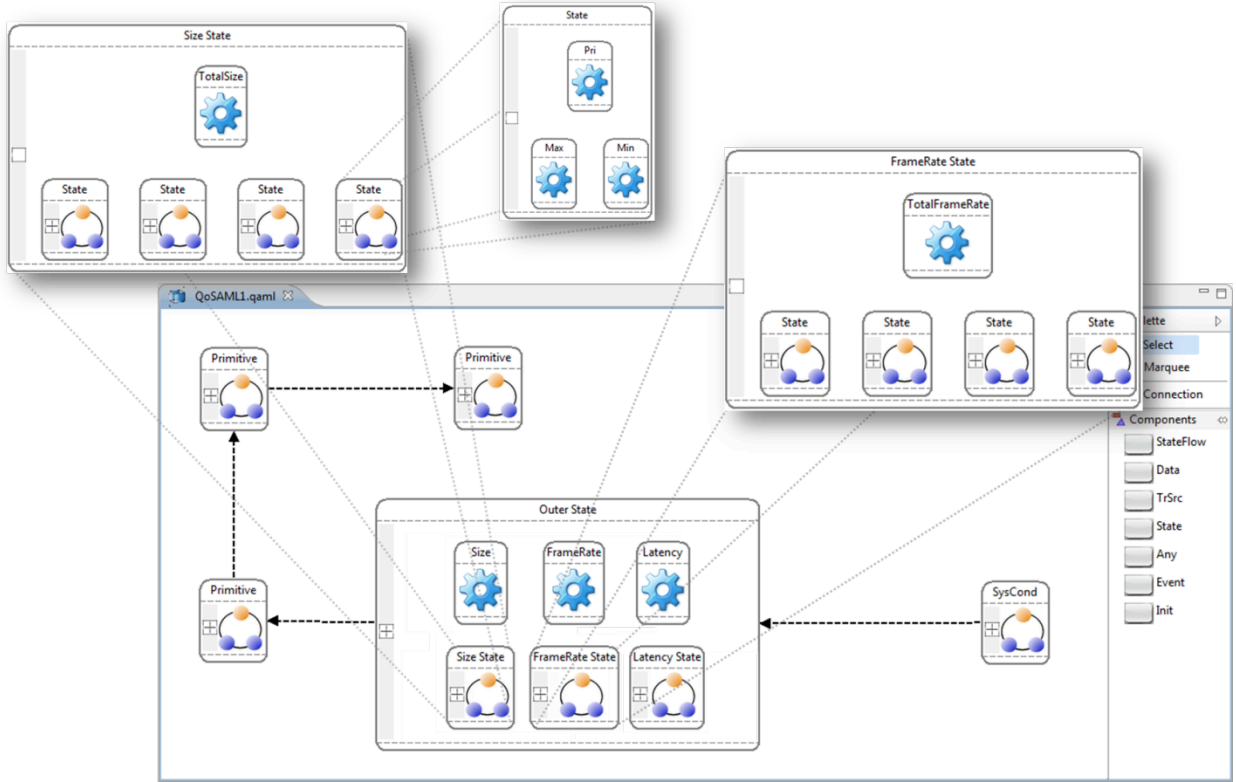 Size State
TotalSize
State
State
State
State
State
Pri
Max
Min
FrameRate State
TotalFrameRate
State
State
State
State
QoSAML1.qaml
Primitive
Primitive
Primitive
Outer State
Size
FrameRate
Latency
Size State
FrameRate State
Latency State
SysCond
lette
Select
Marquee
Connection
Components
StateFlow
Data
TrSrc
State
Any
Event
Init